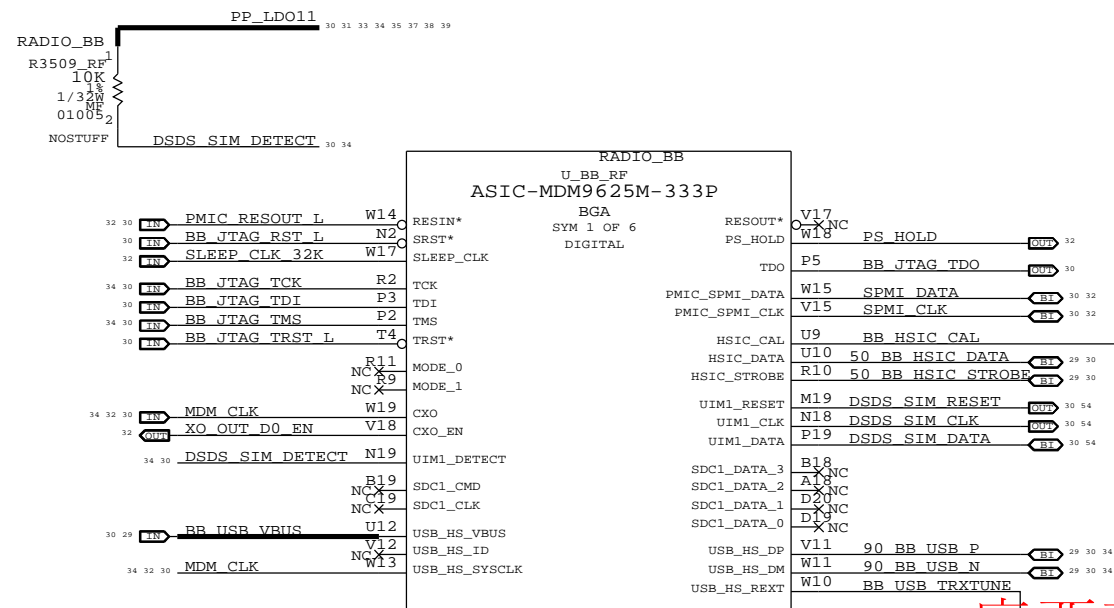 PP_LDO11 30 31 33 34 35 37 38 39
RADIO_BB
1
R3509_RF
10K
1%
1/32W
MF
01005
2
NOSTUFF
DSDS_SIM_DETECT 30 34
RADIO_BB
U_BB_RF
ASIC-MDM9625M-333P
BGA
SYM 1 OF 6
DIGITAL
32 30 IN PMIC_RESOUT_L W14 RESIN*
30 IN BB_JTAG_RST_L N2 SRST*
32 IN SLEEP_CLK_32K W17 SLEEP_CLK
34 30 IN BB_JTAG_TCK R2 TCK
30 IN BB_JTAG_TDI P3 TDI
34 30 IN BB_JTAG_TMS P2 TMS
30 IN BB_JTAG_TRST_L T4 TRST*
NC R11 MODE_0
NC R9 MODE_1
34 32 30 IN MDM_CLK W19 CXO
32 OUT XO_OUT_D0_EN V18 CXO_EN
34 30 DSDS_SIM_DETECT N19 UIM1_DETECT
NC B19 SDC1_CMD
NC C19 SDC1_CLK
30 29 IN BB_USB_VBUS U12 USB_HS_VBUS
NC V12 USB_HS_ID
34 32 30 MDM_CLK W13 USB_HS_SYSCLK
RESOUT* V17 NC
PS_HOLD W18 PS_HOLD OUT 32
TDO P5 BB_JTAG_TDO OUT 30
PMIC_SPMI_DATA W15 SPMI_DATA BI 30 32
PMIC_SPMI_CLK V15 SPMI_CLK BI 30 32
HSIC_CAL U9 BB_HSIC_CAL
HSIC_DATA U10 50_BB_HSIC_DATA BI 29 30
HSIC_STROBE R10 50_BB_HSIC_STROBE BI 29 30
UIM1_RESET M19 DSDS_SIM_RESET OUT 30 54
UIM1_CLK N18 DSDS_SIM_CLK OUT 30 54
UIM1_DATA P19 DSDS_SIM_DATA BI 30 54
SDC1_DATA_3 B18 NC
SDC1_DATA_2 A18 NC
SDC1_DATA_1 D20 NC
SDC1_DATA_0 D19 NC
USB_HS_DP V11 90_BB_USB_P BI 29 30 34
USB_HS_DM W11 90_BB_USB_N BI 29 30 34
USB_HS_REXT W10 BB_USB_TRXTUNE